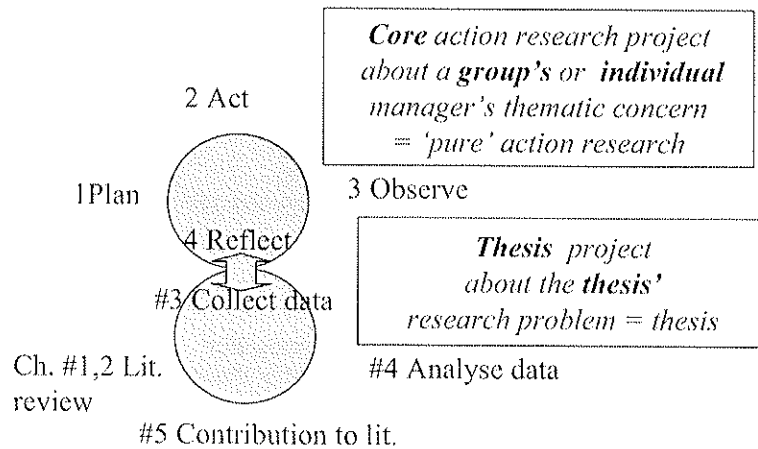 Core action research project
about a group's or individual
manager's thematic concern
= 'pure' action research
2 Act
1Plan
3 Observe
4 Reflect
Thesis project
about the thesis'
research problem = thesis
#3 Collect data
Ch. #1,2 Lit.
review
#4 Analyse data
#5 Contribution to lit.